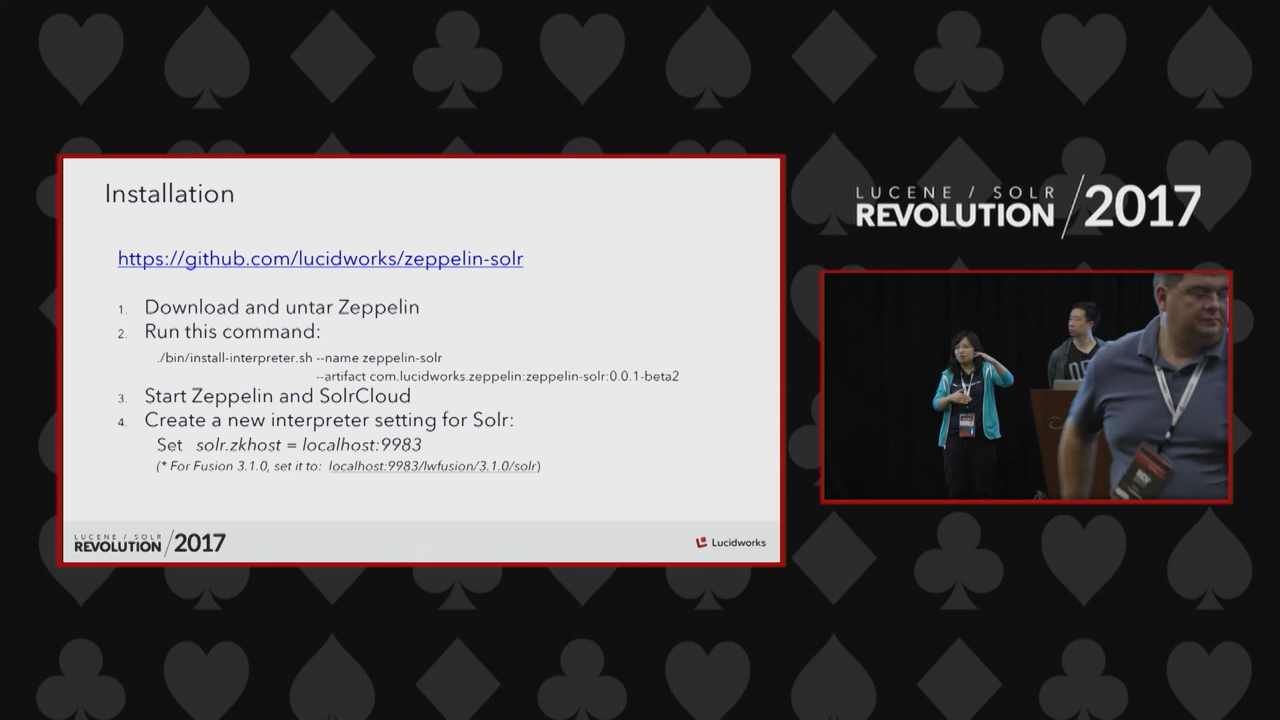 Installation
https://github.com/lucidworks/zeppelin-solr
1. Download and untar Zeppelin
2. Run this command:
./bin/install-interpreter.sh --name zeppelin-solr
--artifact com.lucidworks.zeppelin:zeppelin-solr:0.0.1-beta2
3. Start Zeppelin and SolrCloud
4. Create a new interpreter setting for Solr:
Set solr.zkhost = localhost:9983
(* For Fusion 3.1.0, set it to: localhost:9983/lwfusion/3.1.0/solr)
LUCENE / SOLR
REVOLUTION/2017
Lucidworks
LUCENE / SOLR
REVOLUTION/2017